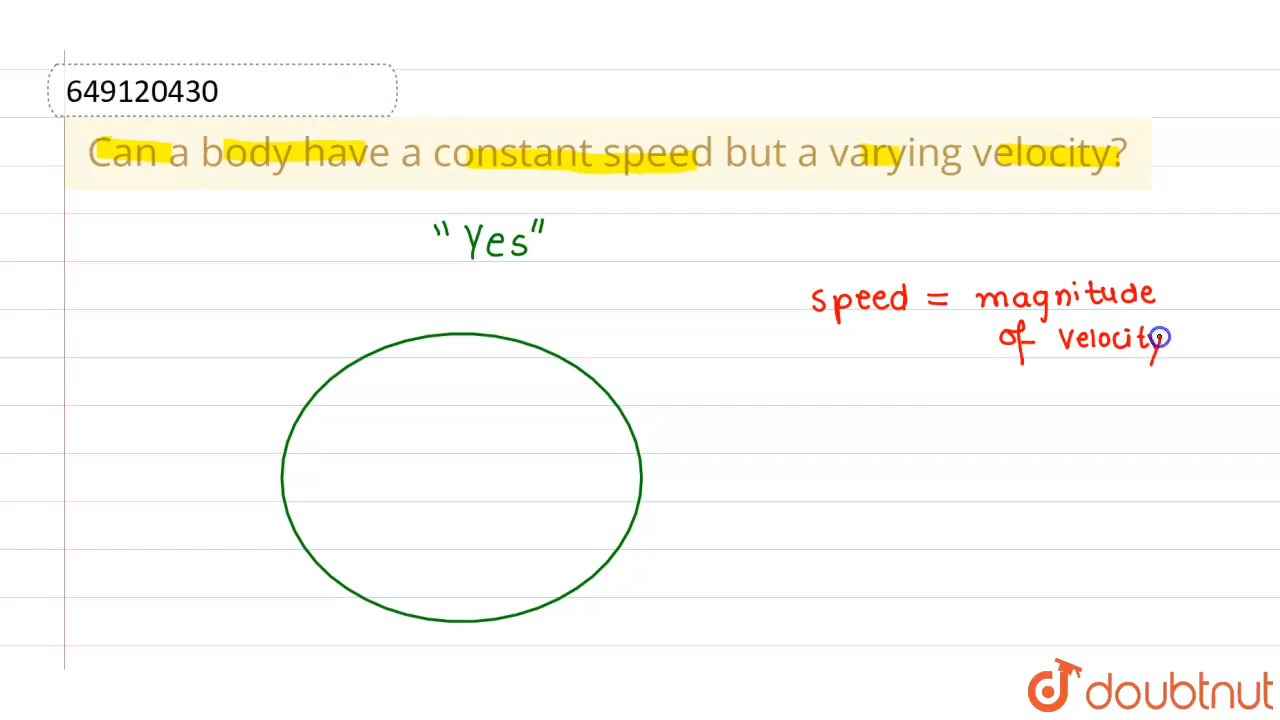 649120430
Can a body have a constant speed but a varying velocity?
"Yes"
speed = magnitude
of velocity
doubtnut